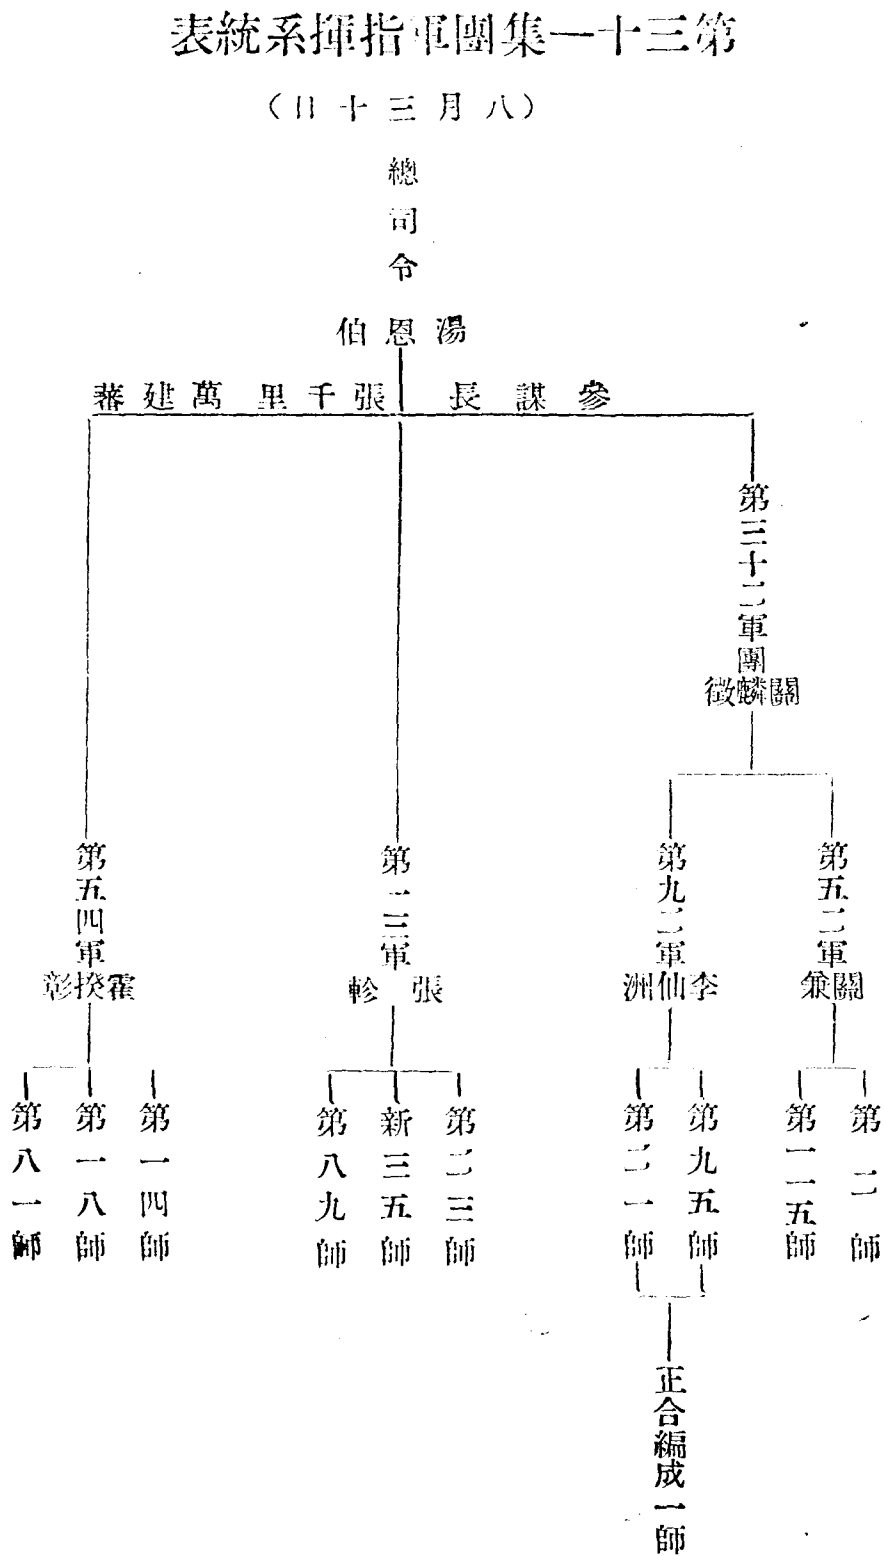 第三十一集團軍指揮系統表
（八月三十日）
總司令
湯恩伯
參謀長 張千里 萬建蕃
第三十二軍團
關麟徵
第五二軍
關兼
第九二軍
李仙洲
第一三軍
張軫
第五四軍
霍揆彰
第二師
第一一五師
第九五師
第二一師
第二三師
新三五師
第八九師
第一四師
第一八師
第八一師
正合編成一師